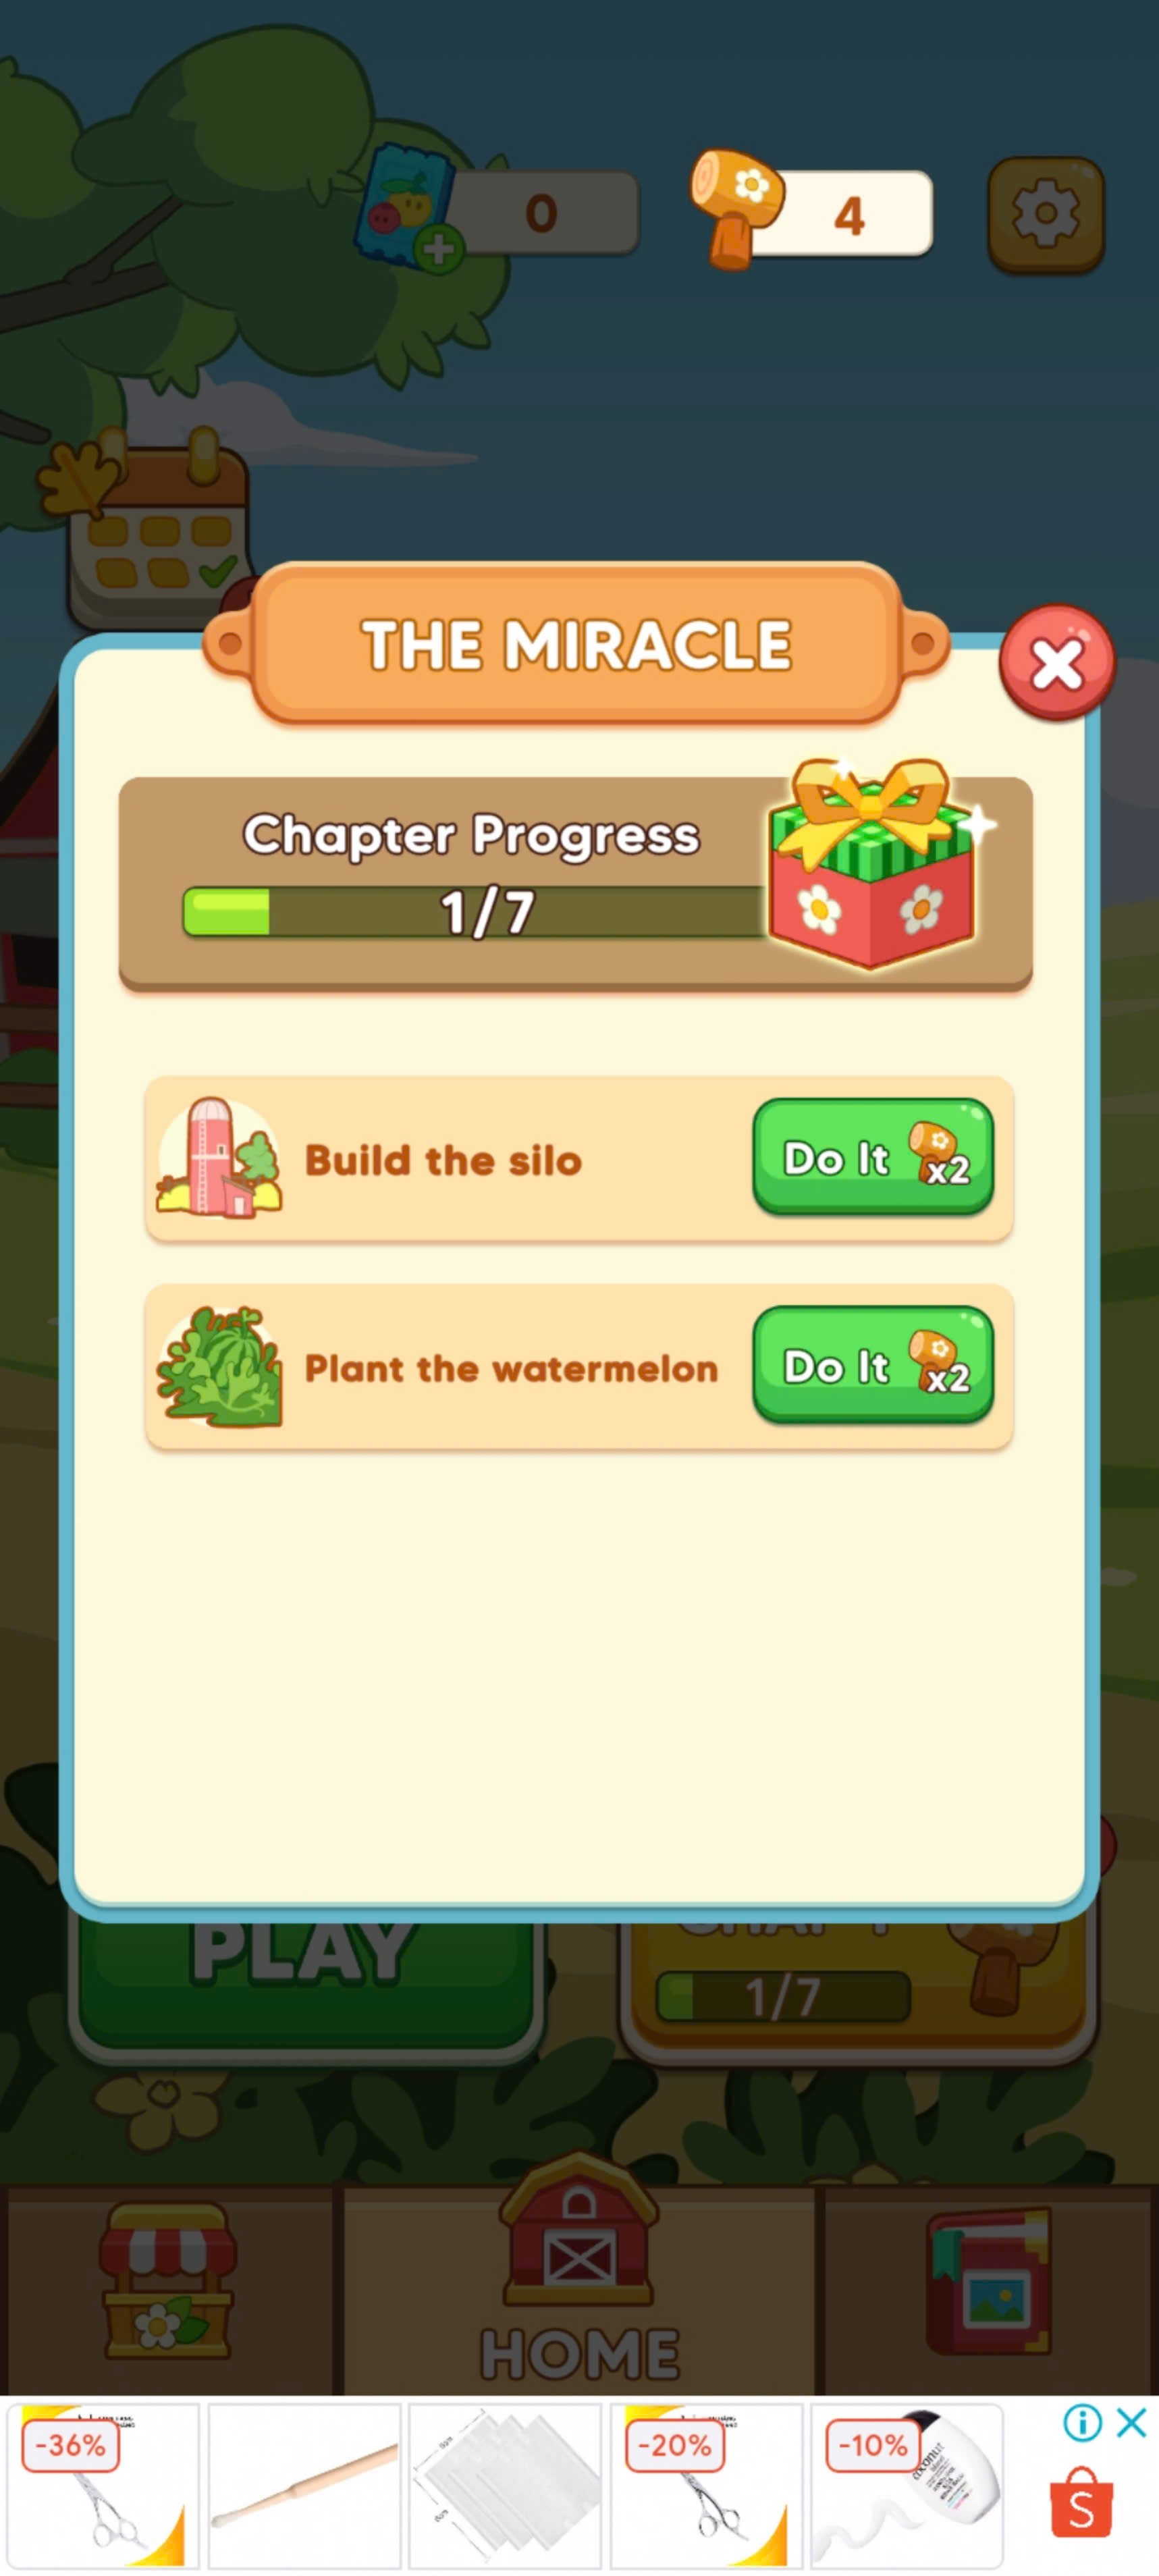 0
4
THE MIRACLE
Chapter Progress
1/7
Build the silo
Do It x2
Plant the watermelon
Do It x2
PLAY
1/7
HOME
-36%
-20%
-10%
coconut
S